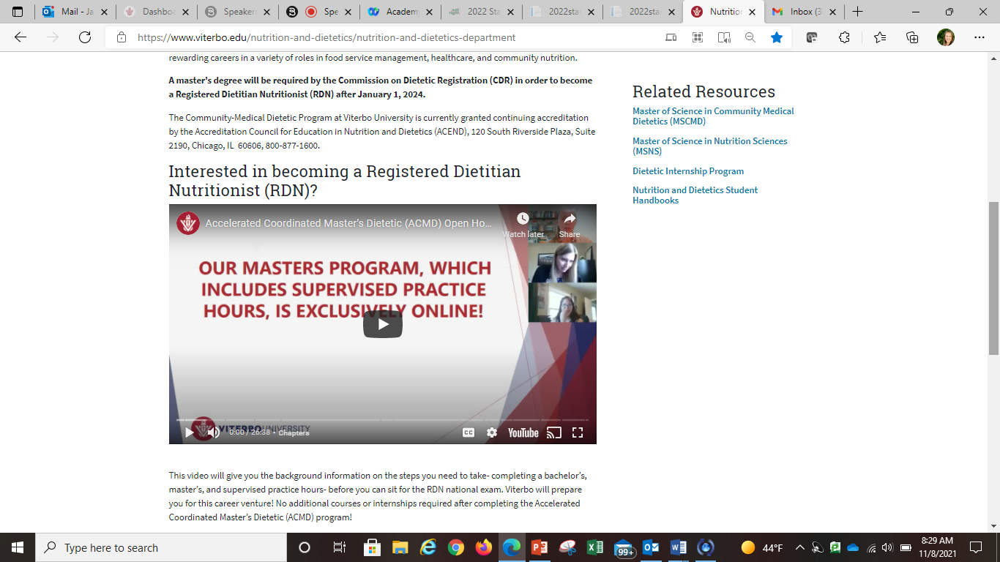 Mail - Ja
Dashboa
Speakers
Spe
Academ
2022 Sta
2022star
2022star
Nutrition
Inbox (3
https://www.viterbo.edu/nutrition-and-dietetics/nutrition-and-dietetics-department
rewarding careers in a variety of roles in food service management, healthcare, and community nutrition.
A master's degree will be required by the Commission on Dietetic Registration (CDR) in order to become
a Registered Dietitian Nutritionist (RDN) after January 1, 2024.
The Community-Medical Dietetic Program at Viterbo University is currently granted continuing accreditation
by the Accreditation Council for Education in Nutrition and Dietetics (ACEND), 120 South Riverside Plaza, Suite
2190, Chicago, IL 60606, 800-877-1600.
Interested in becoming a Registered Dietitian
Nutritionist (RDN)?
Accelerated Coordinated Master's Dietetic (ACMD) Open Ho...
Watch later
Share
OUR MASTERS PROGRAM, WHICH
INCLUDES SUPERVISED PRACTICE
HOURS, IS EXCLUSIVELY ONLINE!
VITERBO UNIVERSITY
0:00 / 26:38 • Chapters
CC
YouTube
This video will give you the background information on the steps you need to take- completing a bachelor's,
master's, and supervised practice hours- before you can sit for the RDN national exam. Viterbo will prepare
you for this career venture! No additional courses or internships required after completing the Accelerated
Coordinated Master's Dietetic (ACMD) program!
Related Resources
Master of Science in Community Medical
Dietetics (MSCMD)
Master of Science in Nutrition Sciences
(MSNS)
Dietetic Internship Program
Nutrition and Dietetics Student
Handbooks
Type here to search
99+
44°F
8:29 AM
11/8/2021